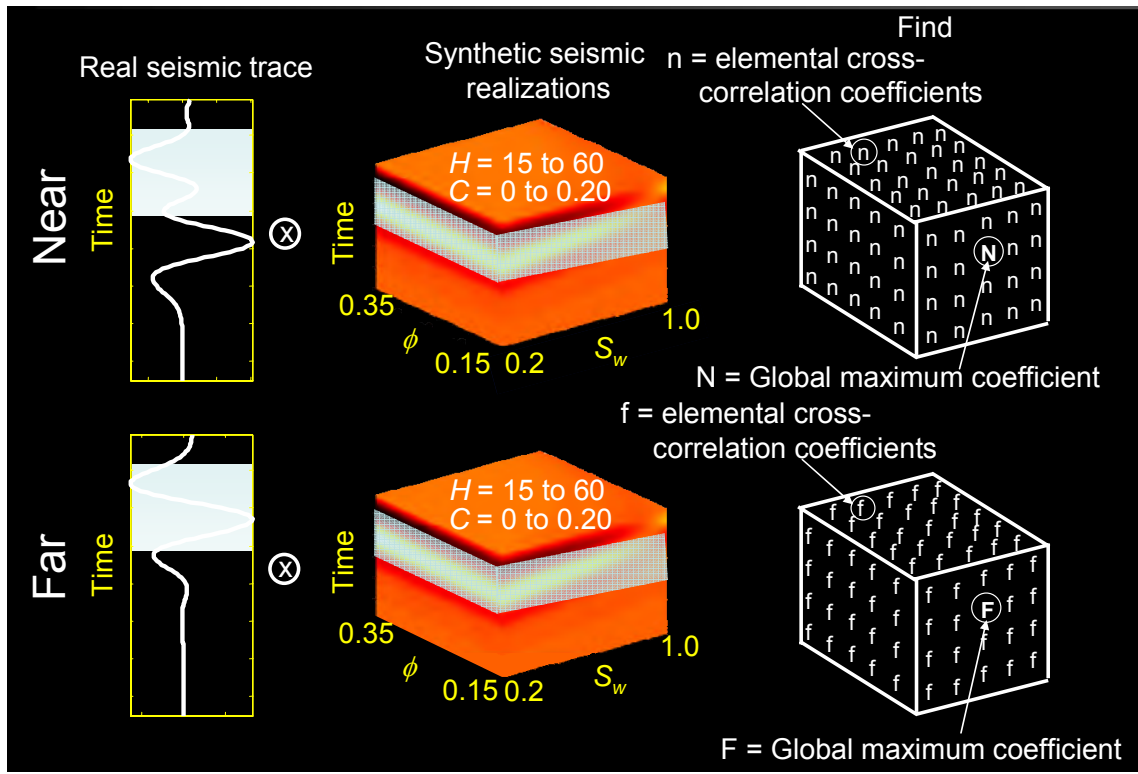 Real seismic trace
Synthetic seismic
realizations
Find
n = elemental cross-
correlation coefficients
Near
Time
x
Time
H = 15 to 60
C = 0 to 0.20
0.35
ϕ
0.15
0.2
S_w
1.0
n n n n n n n n n n n n n n n n n n n n
N
N = Global maximum coefficient
f = elemental cross-
correlation coefficients
Far
Time
x
Time
H = 15 to 60
C = 0 to 0.20
0.35
ϕ
0.15
0.2
S_w
1.0
f f f f f f f f f f f f f f f f f f f f
F
F = Global maximum coefficient